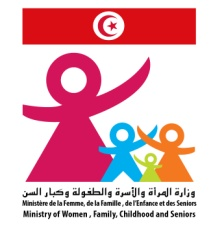 وزارة المرأة والأسرة والطفولة وكبار السن
Ministère de la Femme, de la Famille , de l'Enfance et des Seniors
Ministry of Women , Family, Childhood and Seniors